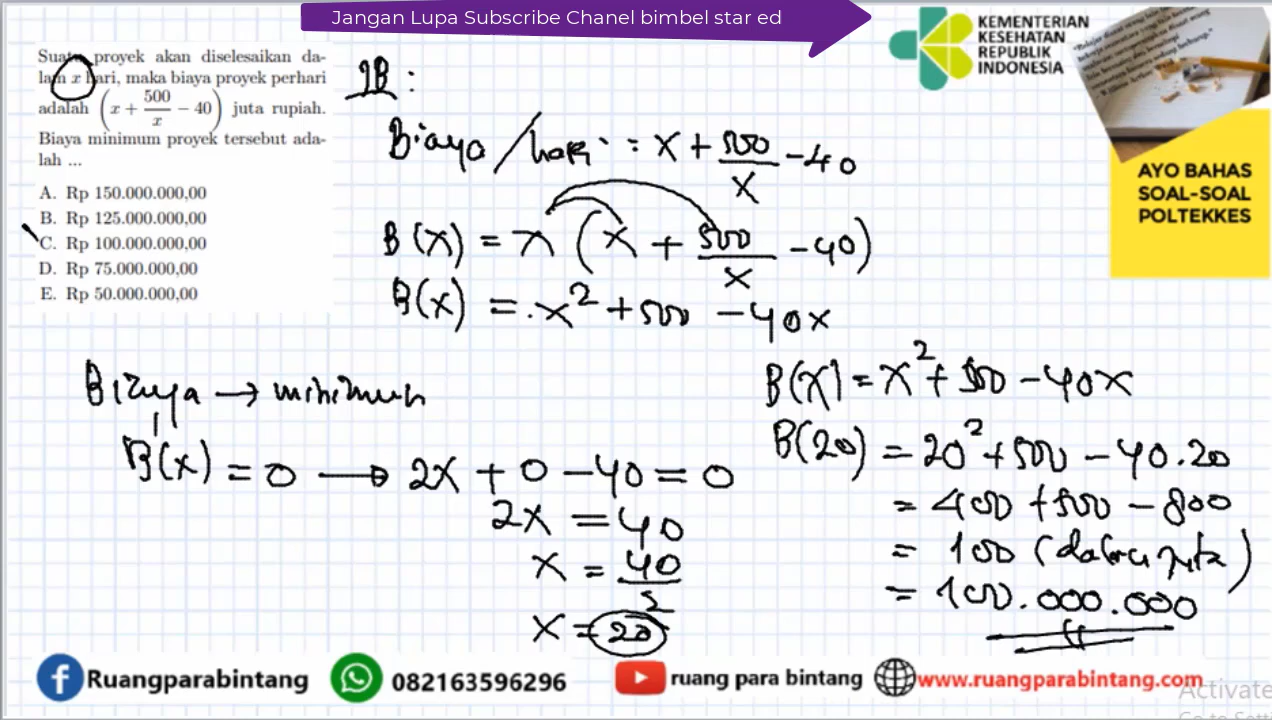 Jangan Lupa Subscribe Chanel bimbel star ed
KEMENTERIAN
KESEHATAN
REPUBLIK
INDONESIA
Suatu proyek akan diselesaikan da-
lam x hari, maka biaya proyek perhari
adalah (x + 500/x − 40) juta rupiah.
Biaya minimum proyek tersebut ada-
lah ...
A. Rp 150.000.000,00
B. Rp 125.000.000,00
C. Rp 100.000.000,00
D. Rp 75.000.000,00
E. Rp 50.000.000,00
AYO BAHAS
SOAL-SOAL
POLTEKKES
JB :
Biaya/hari = x + 500/x - 40
B(x) = x (x + 500/x - 40)
B(x) = x² + 500 - 40x
Biaya → minimum
B'(x) = 0 → 2x + 0 - 40 = 0
2x = 40
x = 40/2
x = 20
B(x) = x² + 500 - 40x
B(20) = 20² + 500 - 40.20
= 400 + 500 - 800
= 100 (dalam juta)
= 100.000.000
Ruangparabintang
082163596296
ruang para bintang
www.ruangparabintang.com
Activate